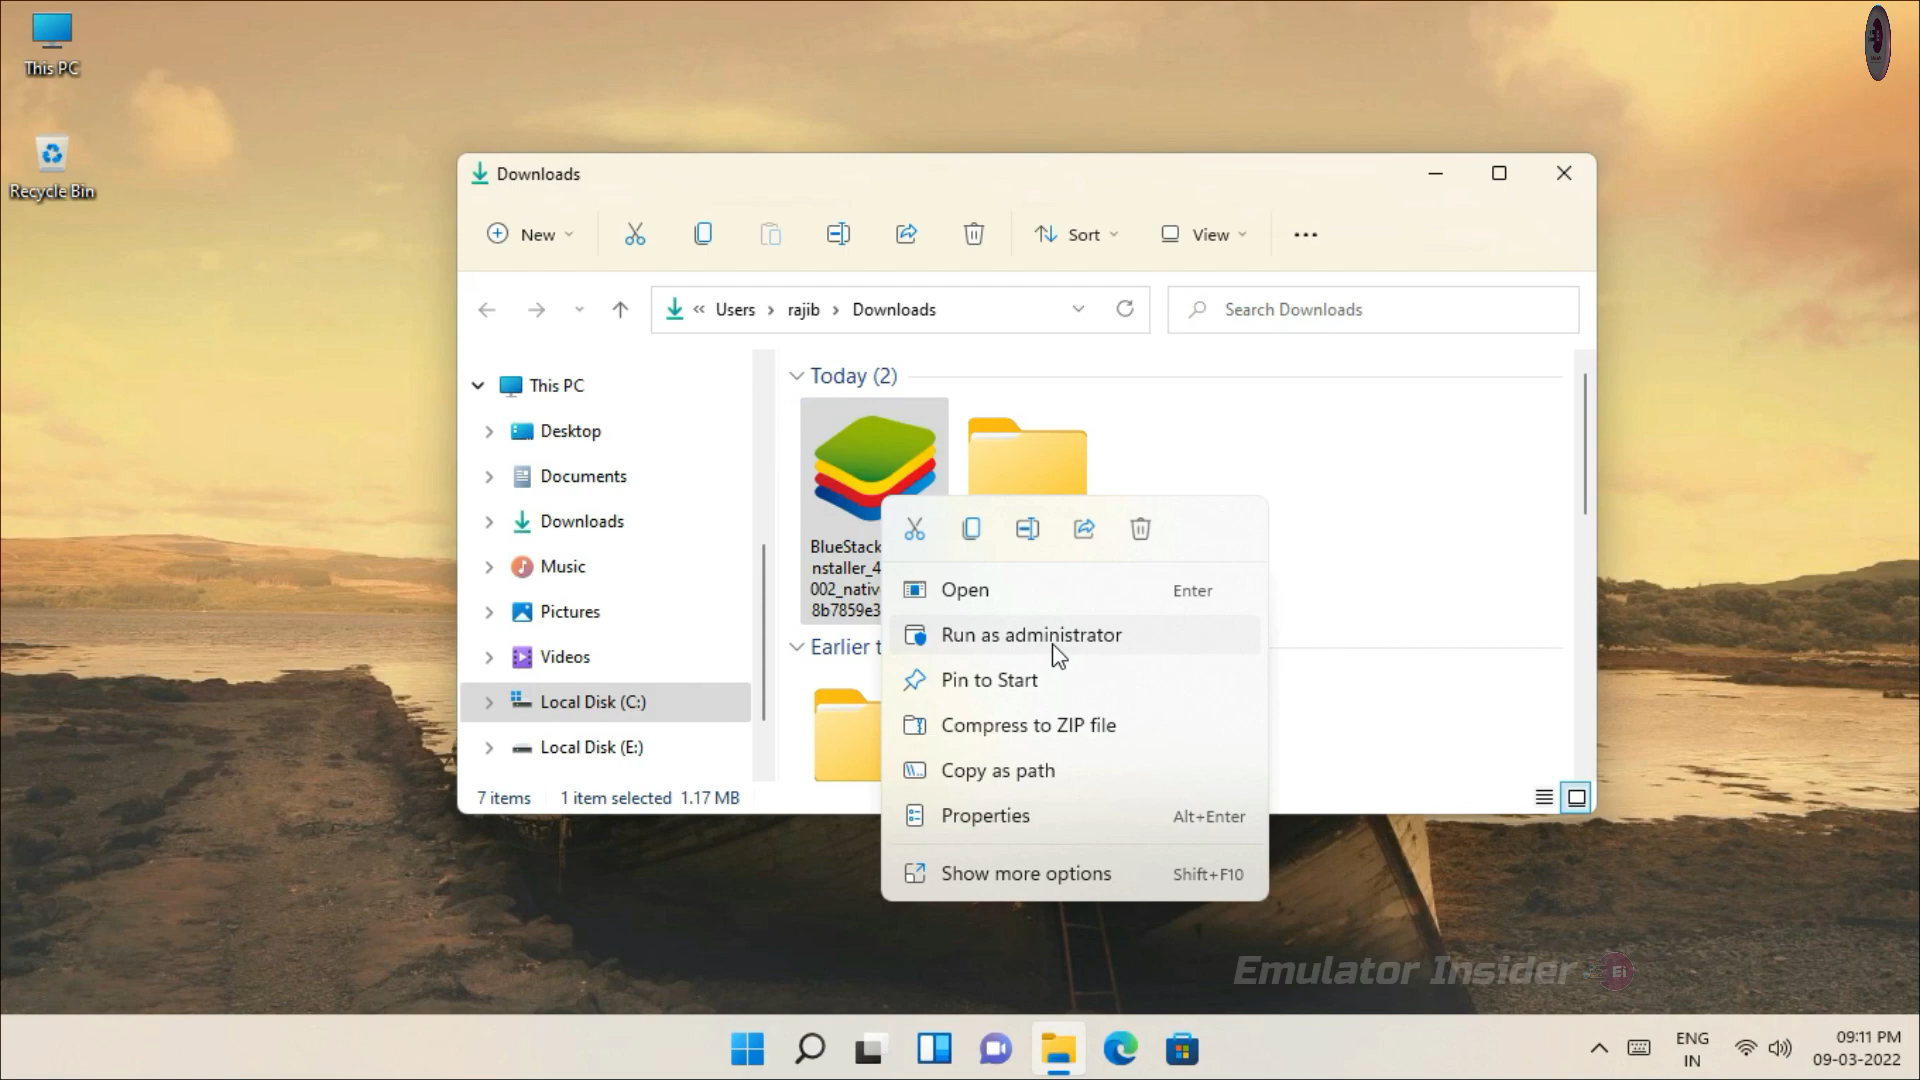 This PC
Recycle Bin
Downloads
New
Sort
View
Users
rajib
Downloads
Search Downloads
This PC
Desktop
Documents
Downloads
Music
Pictures
Videos
Local Disk (C:)
Local Disk (E:)
Today (2)
BlueStack
nstaller_4
002_nativ
8b7859e3
Earlier t
Open Enter
Run as administrator
Pin to Start
Compress to ZIP file
Copy as path
Properties Alt+Enter
Show more options Shift+F10
7 items 1 item selected 1.17 MB
Emulator Insider Ei
ENG
IN
09:11 PM
09-03-2022